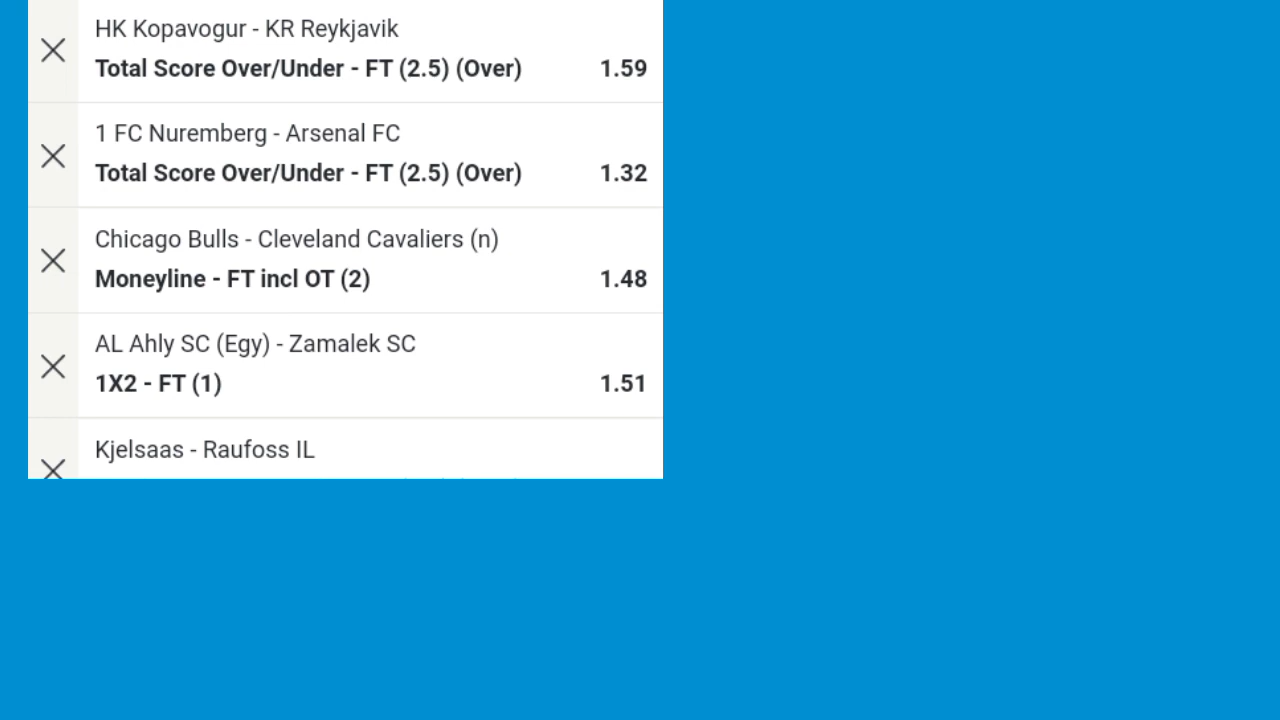 HK Kopavogur - KR Reykjavik
Total Score Over/Under - FT (2.5) (Over) 1.59
1 FC Nuremberg - Arsenal FC
Total Score Over/Under - FT (2.5) (Over) 1.32
Chicago Bulls - Cleveland Cavaliers (n)
Moneyline - FT incl OT (2) 1.48
AL Ahly SC (Egy) - Zamalek SC
1X2 - FT (1) 1.51
Kjelsaas - Raufoss IL